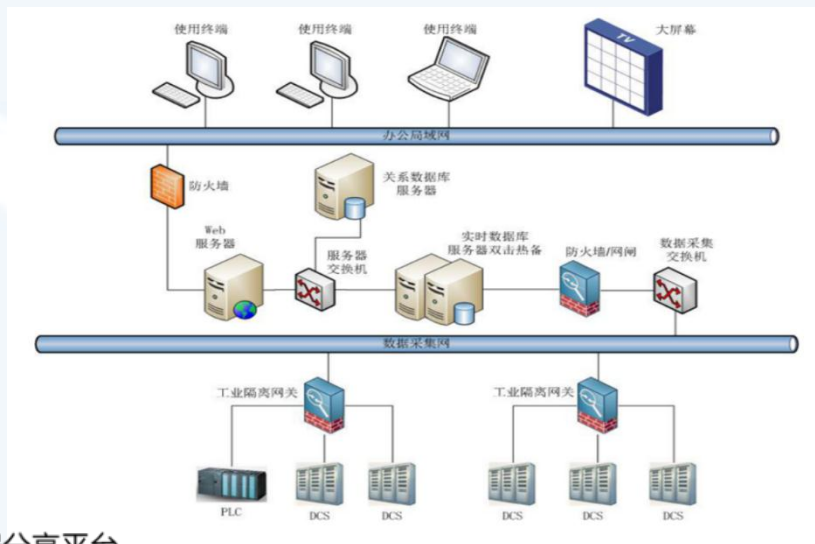 使用终端
使用终端
使用终端
大屏幕
TV
办公局域网
防火墙
关系数据库
服务器
Web
服务器
服务器
交换机
实时数据库
服务器双击热备
防火墙/网闸
数据采集
交换机
数据采集网
工业隔离网关
工业隔离网关
PLC
DCS
DCS
DCS
DCS
DCS
分享平台